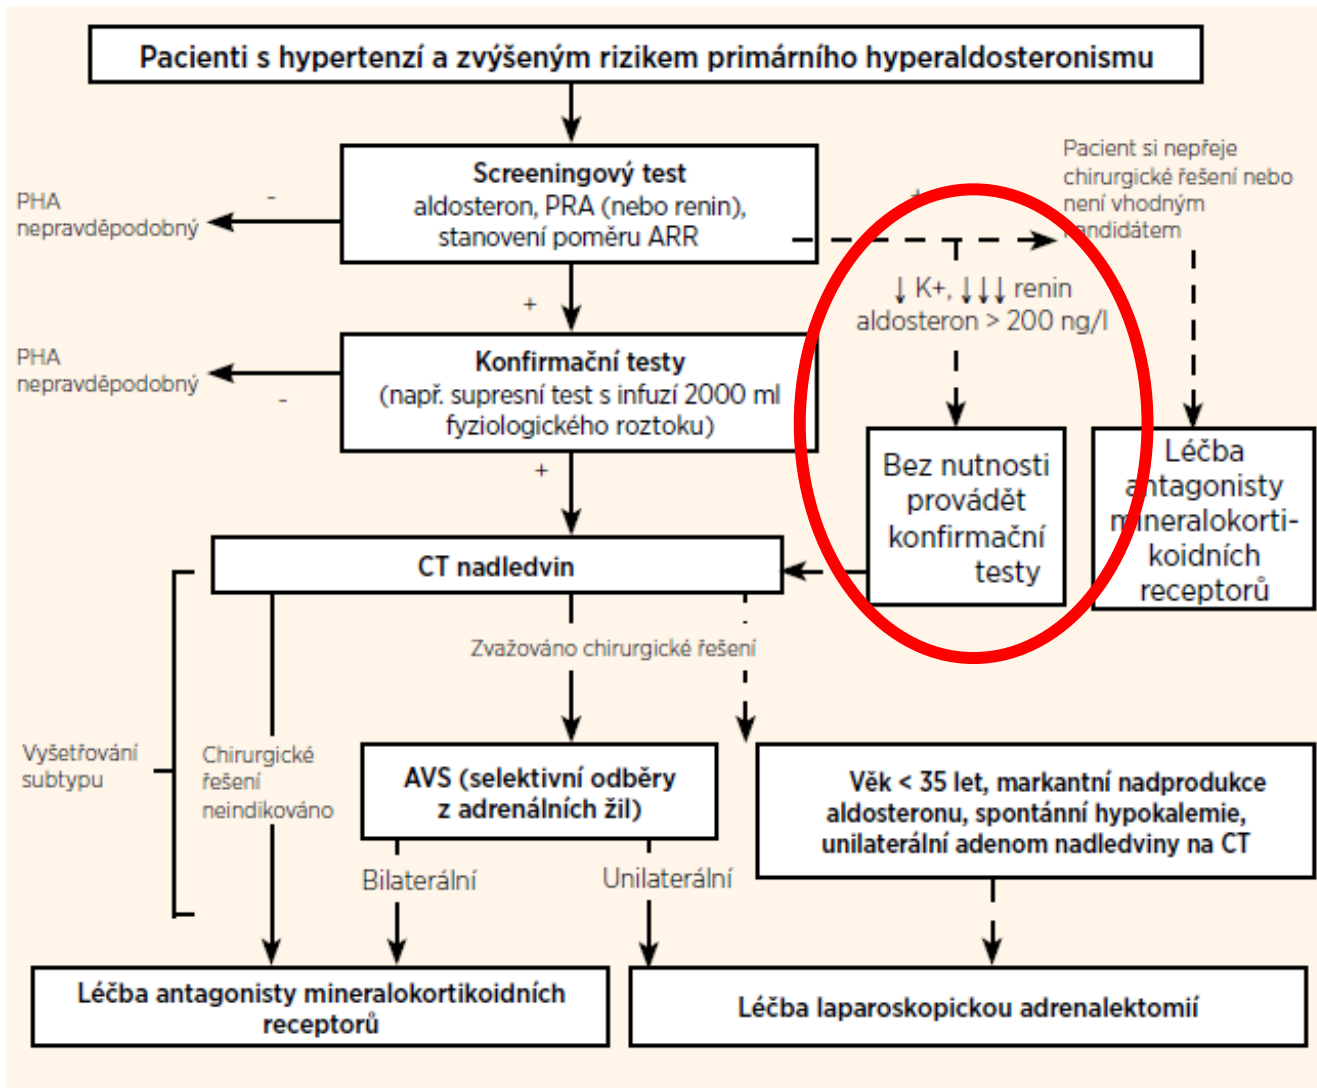 Pacienti s hypertenzí a zvýšeným rizikem primárního hyperaldosteronismu
Screeningový test
aldosteron, PRA (nebo renin),
stanovení poměru ARR
-
PHA
nepravděpodobný
+
Pacient si nepřeje
chirurgické řešení nebo
není vhodným
kandidátem
↓ K+, ↓↓↓ renin
aldosteron > 200 ng/l
+
Konfirmační testy
(např. supresní test s infuzí 2000 ml
fyziologického roztoku)
PHA
nepravděpodobný
-
+
Bez nutnosti
provádět
konfirmační
testy
Léčba
antagonisty
mineralokorti-
koidních
receptorů
CT nadledvin
Zvažováno chirurgické řešení
Vyšetřování
subtypu
Chirurgické
řešení
neindikováno
AVS (selektivní odběry
z adrenálních žil)
Věk < 35 let, markantní nadprodukce
aldosteronu, spontánní hypokalemie,
unilaterální adenom nadledviny na CT
Bilaterální
Unilaterální
Léčba antagonisty mineralokortikoidních
receptorů
Léčba laparoskopickou adrenalektomií